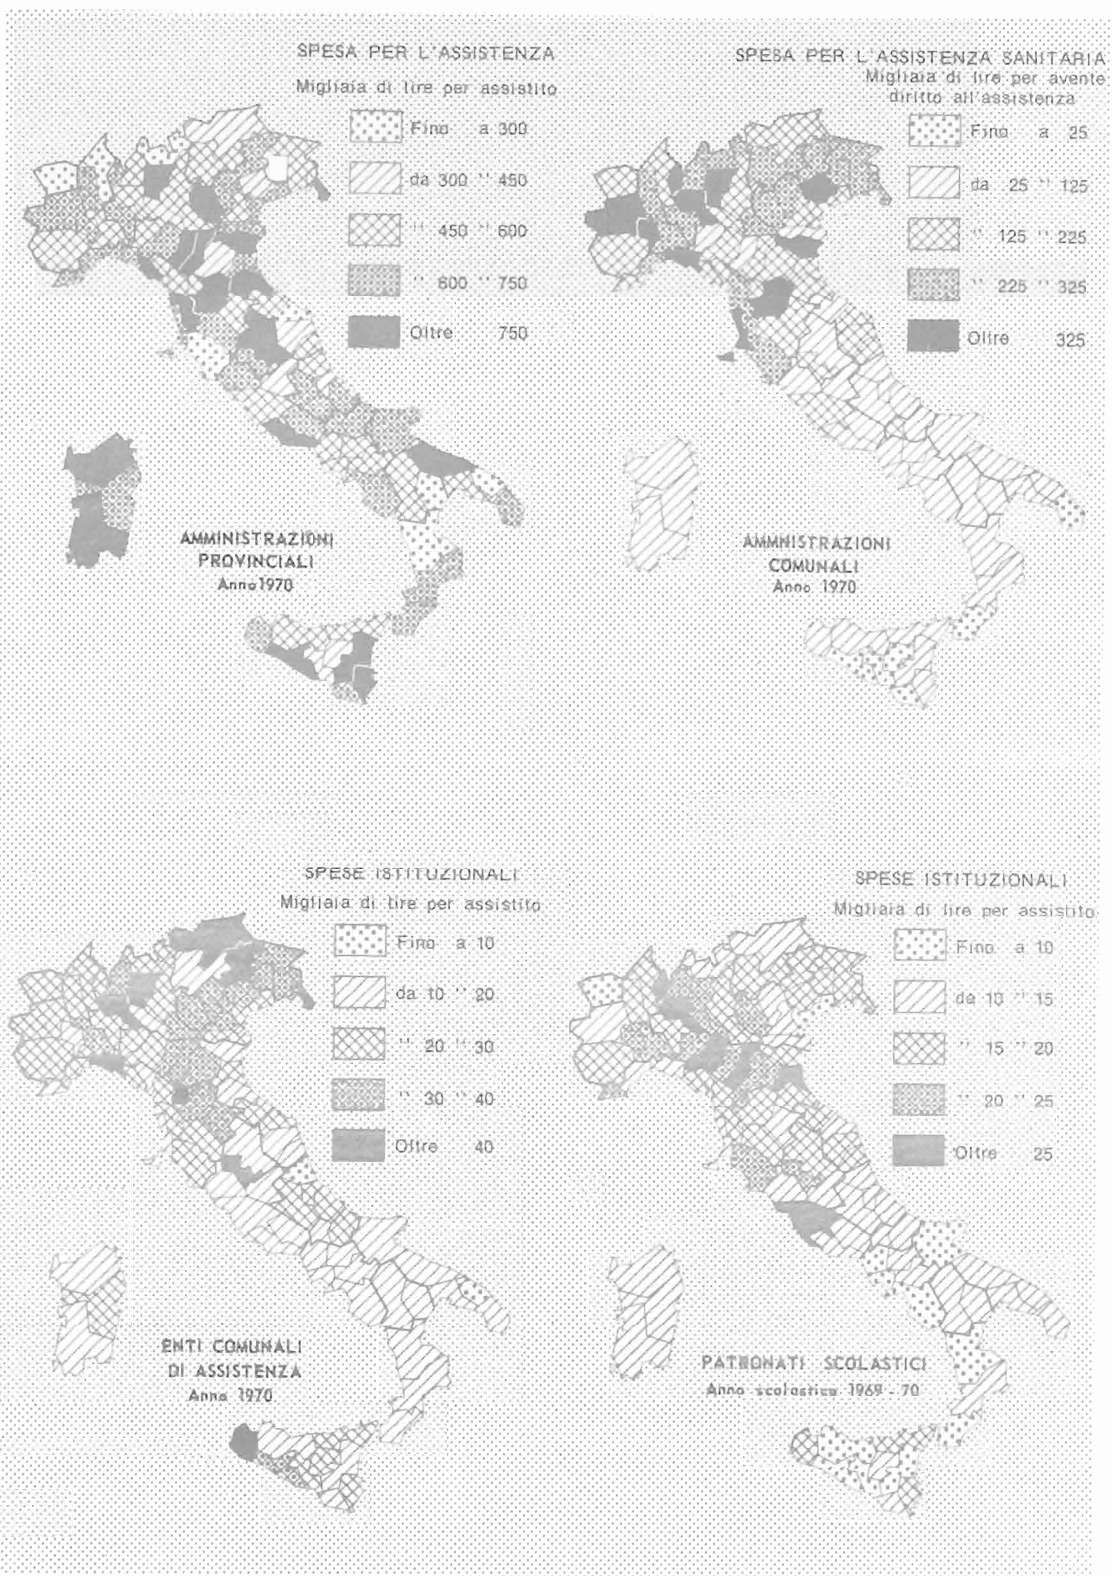 SPESA PER L'ASSISTENZA
Migliaia di lire per assistito
Fino a 300
da 300 " 450
" 450 " 600
" 600 " 750
Oltre 750
AMMINISTRAZIONI
PROVINCIALI
Anno 1970
SPESA PER L'ASSISTENZA SANITARIA
Migliaia di lire per avente
diritto all'assistenza
Fino a 25
da 25 " 125
" 125 " 225
" 225 " 325
Oltre 325
AMMNISTRAZIONI
COMUNALI
Anno 1970
SPESE ISTITUZIONALI
Migliaia di lire per assistito
Fino a 10
da 10 " 20
" 20 " 30
" 30 " 40
Oltre 40
ENTI COMUNALI
DI ASSISTENZA
Anno 1970
SPESE ISTITUZIONALI
Migliaia di lire per assistito
Fino a 10
da 10 " 15
" 15 " 20
" 20 " 25
Oltre 25
PATRONATI SCOLASTICI
Anno scolastico 1969-70